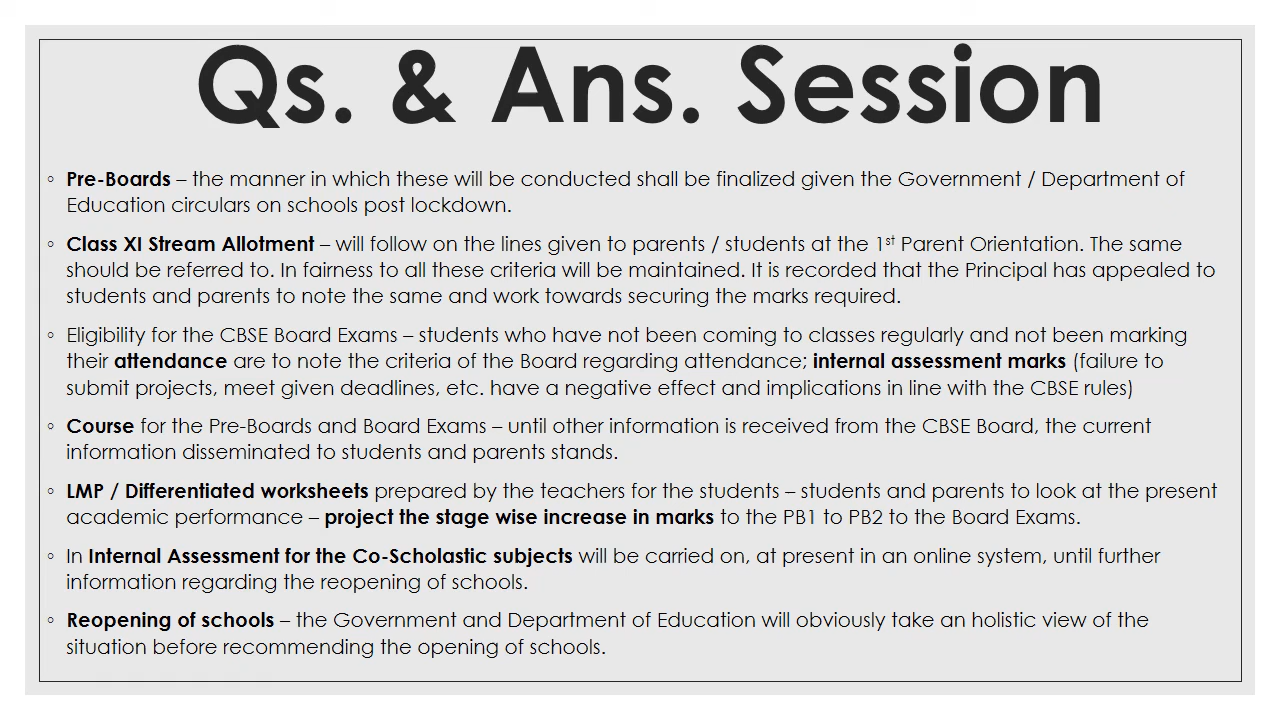 Qs. & Ans. Session
◦ Pre-Boards – the manner in which these will be conducted shall be finalized given the Government / Department of
Education circulars on schools post lockdown.
◦ Class XI Stream Allotment – will follow on the lines given to parents / students at the 1st Parent Orientation. The same
should be referred to. In fairness to all these criteria will be maintained. It is recorded that the Principal has appealed to
students and parents to note the same and work towards securing the marks required.
◦ Eligibility for the CBSE Board Exams – students who have not been coming to classes regularly and not been marking
their attendance are to note the criteria of the Board regarding attendance; internal assessment marks (failure to
submit projects, meet given deadlines, etc. have a negative effect and implications in line with the CBSE rules)
◦ Course for the Pre-Boards and Board Exams – until other information is received from the CBSE Board, the current
information disseminated to students and parents stands.
◦ LMP / Differentiated worksheets prepared by the teachers for the students – students and parents to look at the present
academic performance – project the stage wise increase in marks to the PB1 to PB2 to the Board Exams.
◦ In Internal Assessment for the Co-Scholastic subjects will be carried on, at present in an online system, until further
information regarding the reopening of schools.
◦ Reopening of schools – the Government and Department of Education will obviously take an holistic view of the
situation before recommending the opening of schools.